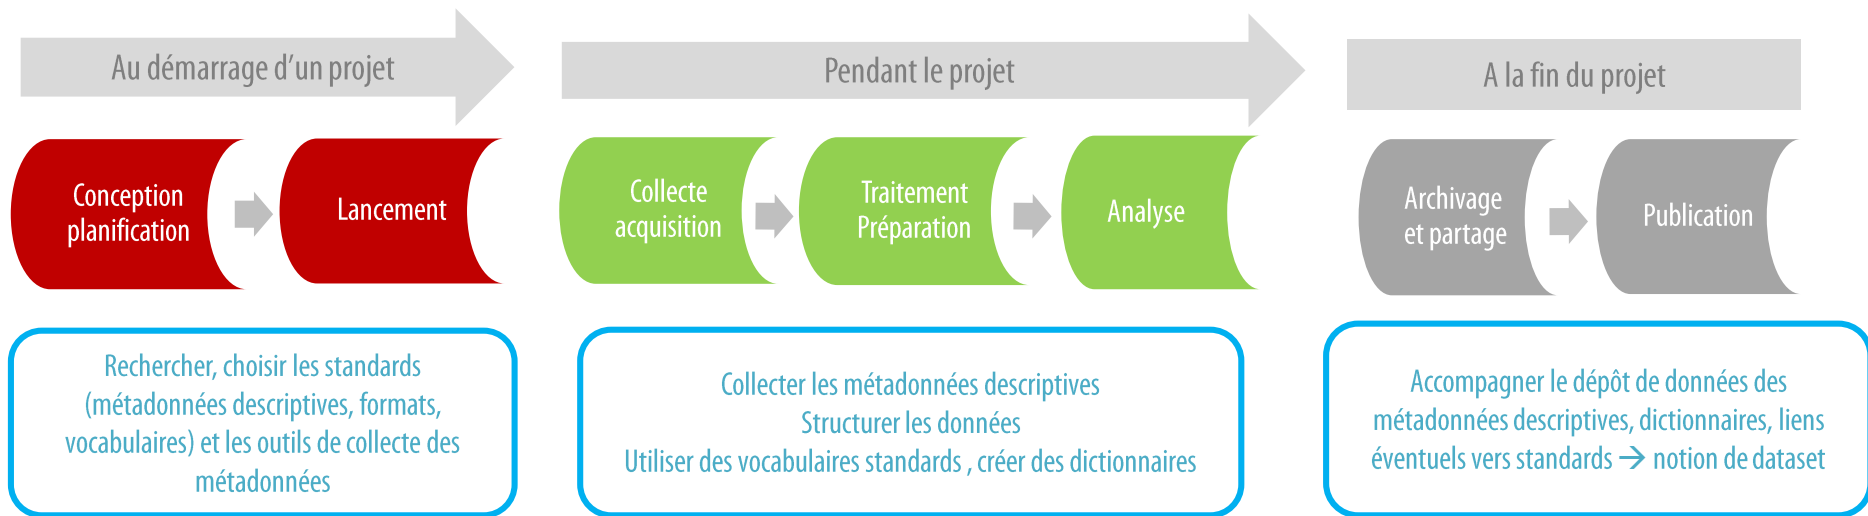 Au démarrage d’un projet
Pendant le projet
A la fin du projet
Conception
planification
Lancement
Collecte
acquisition
Traitement
Préparation
Analyse
Archivage
et partage
Publication
Rechercher, choisir les standards
(métadonnées descriptives, formats,
vocabulaires) et les outils de collecte des
métadonnées
Collecter les métadonnées descriptives
Structurer les données
Utiliser des vocabulaires standards , créer des dictionnaires
Accompagner le dépôt de données des
métadonnées descriptives, dictionnaires, liens
éventuels vers standards → notion de dataset